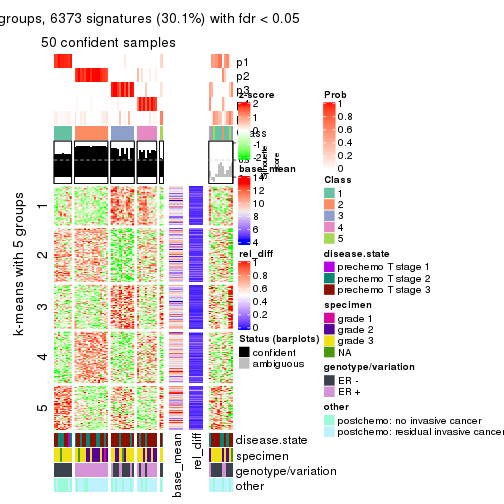 groups, 6373 signatures (30.1%) with fdr < 0.05
50 confident samples
p1
p2
p3
k-means with 5 groups
1
2
3
4
5
base_mean
rel_diff
disease.state
specimen
genotype/variation
other
z-score
2
1
0
-1
-2
base_mean
14
12
10
8
6
4
rel_diff
1
0.8
0.6
0.4
0.2
0
Status (barplots)
confident
ambiguous
score
Prob
1
0.8
0.6
0.4
0.2
0
Class
1
2
3
4
5
disease.state
prechemo T stage 1
prechemo T stage 2
prechemo T stage 3
specimen
grade 1
grade 2
grade 3
NA
genotype/variation
ER -
ER +
other
postchemo: no invasive cancer
postchemo: residual invasive cancer